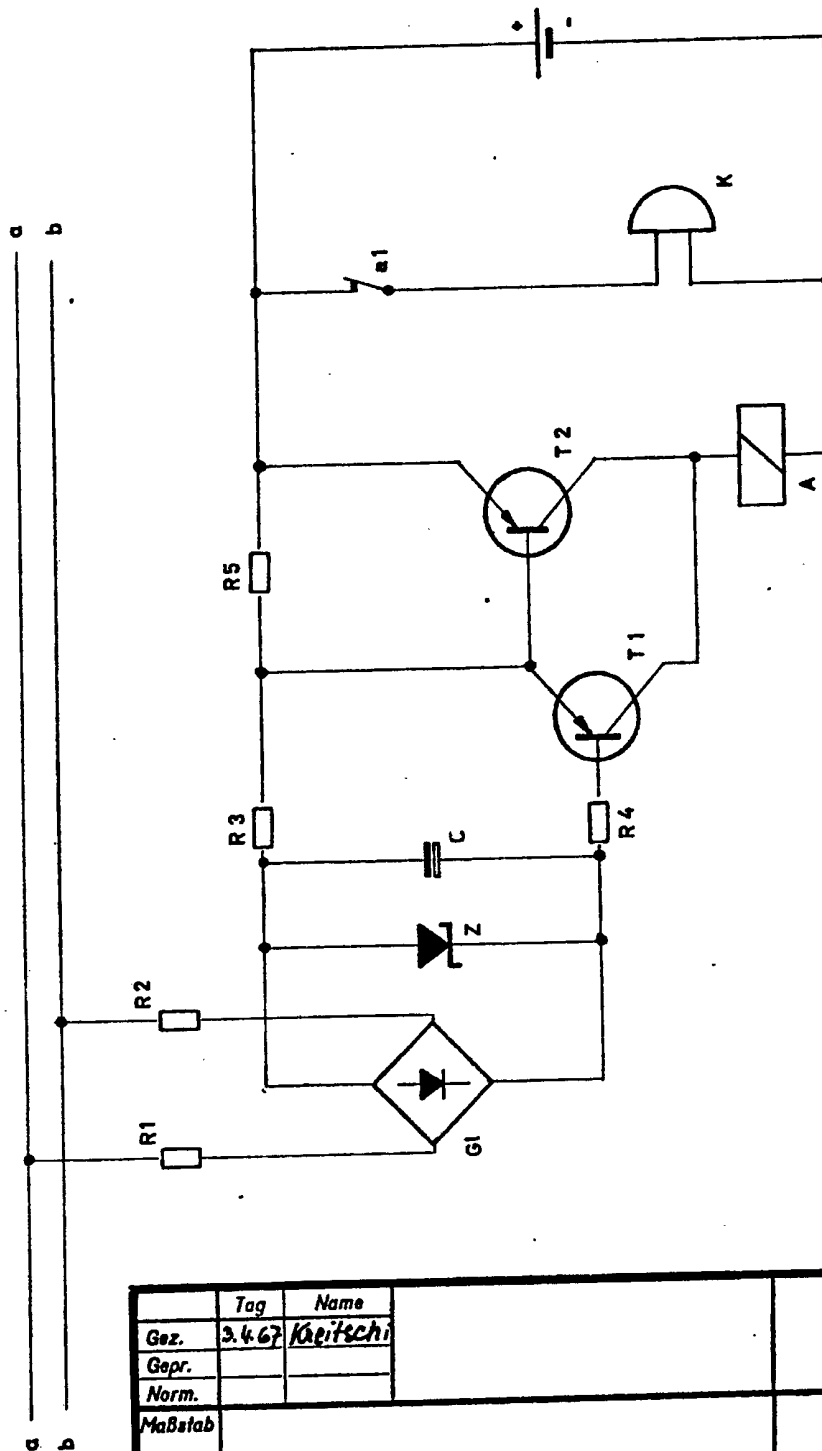 a
b
+
-
a1
K
T2
A
R5
T1
R3
C
R4
Z
R2
R1
Gl
a
b
Tag Name
Gez. 3.4.67 Kreitschi
Gepr.
Norm.
Maßstab